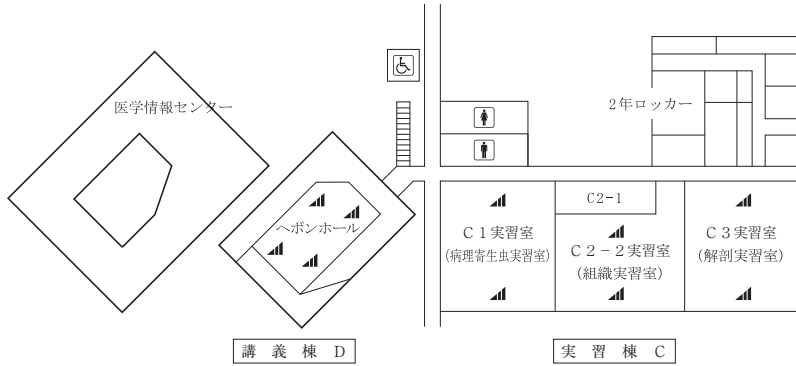 医学情報センター
2年ロッカー
ヘボンホール
C2-1
C1実習室
(病理寄生虫実習室)
C2-2実習室
(組織実習室)
C3実習室
(解剖実習室)
講義棟D
実習棟C